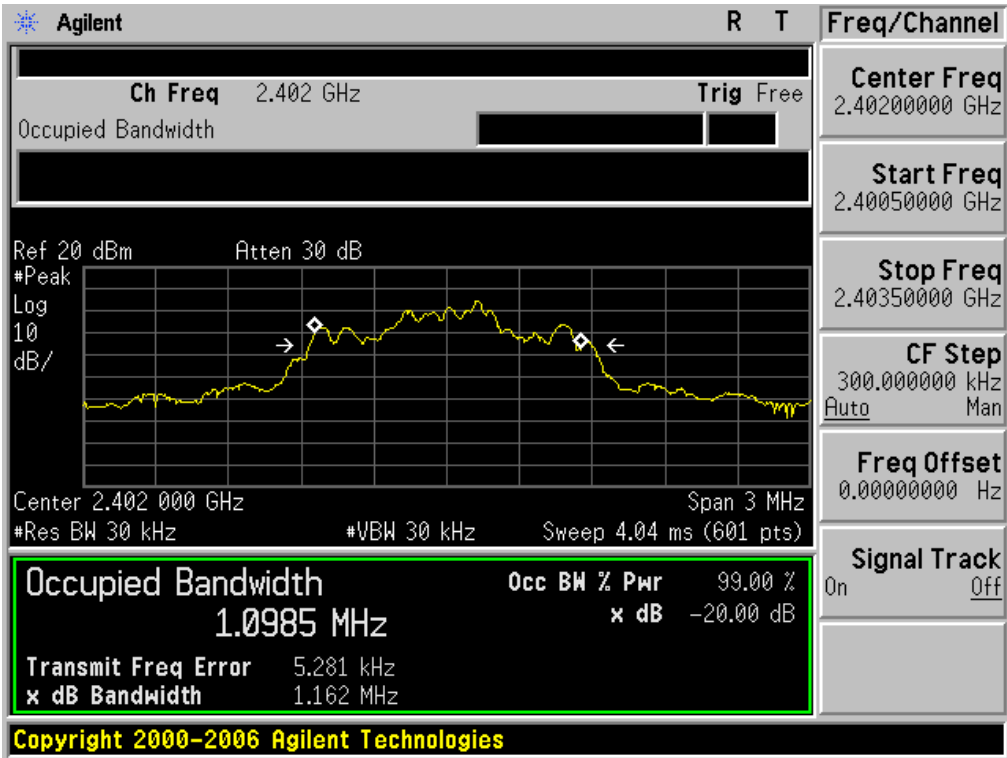 Agilent R T
Ch Freq 2.402 GHz Trig Free
Occupied Bandwidth
Ref 20 dBm Atten 30 dB
#Peak
Log
10
dB/
Center 2.402 000 GHz Span 3 MHz
#Res BW 30 kHz #VBW 30 kHz Sweep 4.04 ms (601 pts)
Occupied Bandwidth Occ BW % Pwr 99.00 %
1.0985 MHz x dB -20.00 dB
Transmit Freq Error 5.281 kHz
x dB Bandwidth 1.162 MHz
Copyright 2000-2006 Agilent Technologies
Freq/Channel
Center Freq
2.40200000 GHz
Start Freq
2.40050000 GHz
Stop Freq
2.40350000 GHz
CF Step
300.000000 kHz
Auto Man
Freq Offset
0.00000000 Hz
Signal Track
On Off